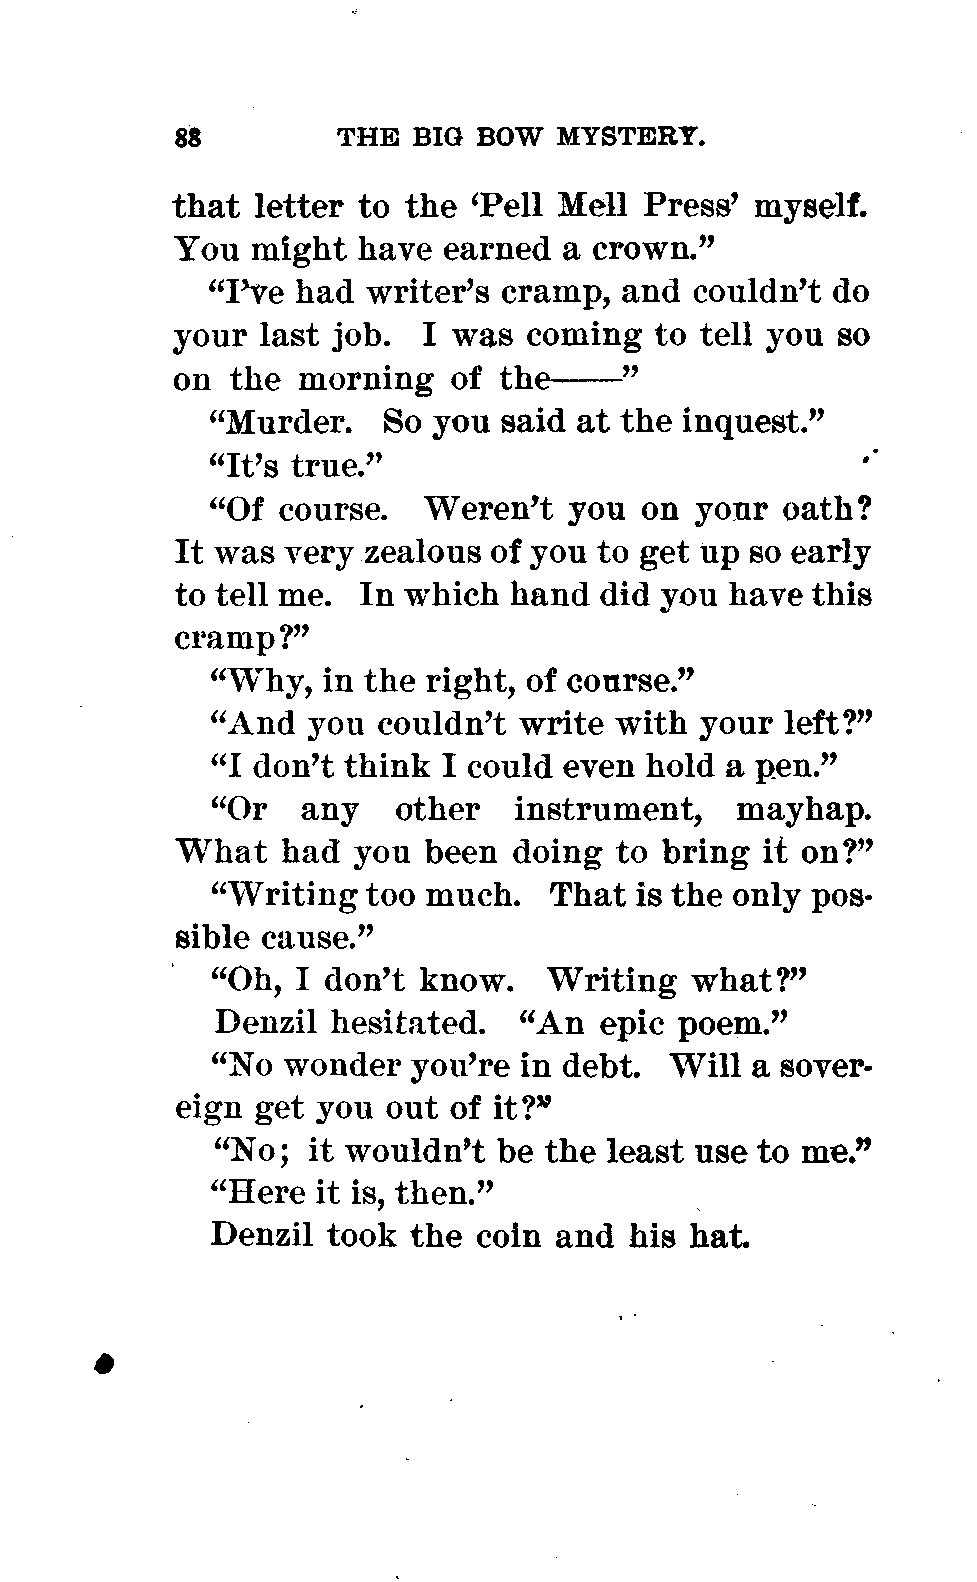 88 THE BIG BOW MYSTERY.
that letter to the ‘Pell Mell Press’ myself.
You might have earned a crown.”
“I’ve had writer’s cramp, and couldn’t do
your last job. I was coming to tell you so
on the morning of the——”
“Murder. So you said at the inquest.”
“It’s true.”
“Of course. Weren’t you on your oath?
It was very zealous of you to get up so early
to tell me. In which hand did you have this
cramp?”
“Why, in the right, of course.”
“And you couldn’t write with your left?”
“I don’t think I could even hold a pen.”
“Or any other instrument, mayhap.
What had you been doing to bring it on?”
“Writing too much. That is the only pos-
sible cause.”
“Oh, I don’t know. Writing what?”
Denzil hesitated. “An epic poem.”
“No wonder you’re in debt. Will a sover-
eign get you out of it?”
“No; it wouldn’t be the least use to me.”
“Here it is, then.”
Denzil took the coin and his hat.